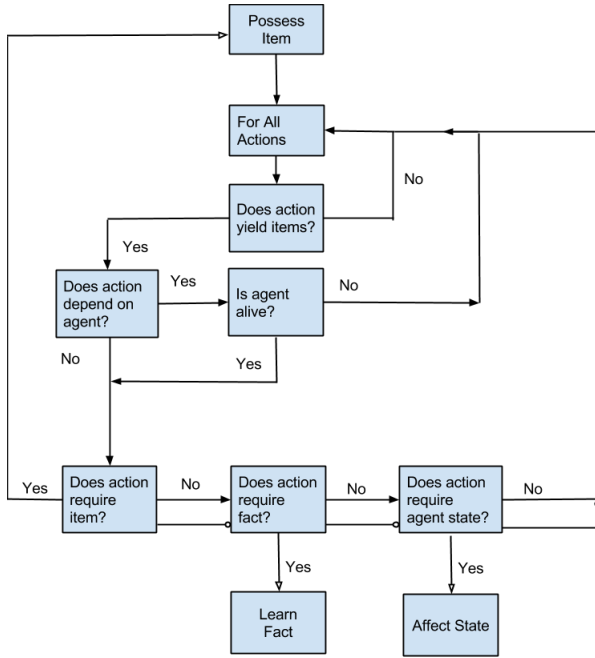 Possess
Item
For All
Actions
No
Does action
yield items?
Yes
Does action
depend on
agent?
Yes
Is agent
alive?
No
No
Yes
Yes
Does action
require
item?
No
Does action
require
fact?
No
Does action
require
agent state?
No
Yes
Yes
Learn
Fact
Affect State